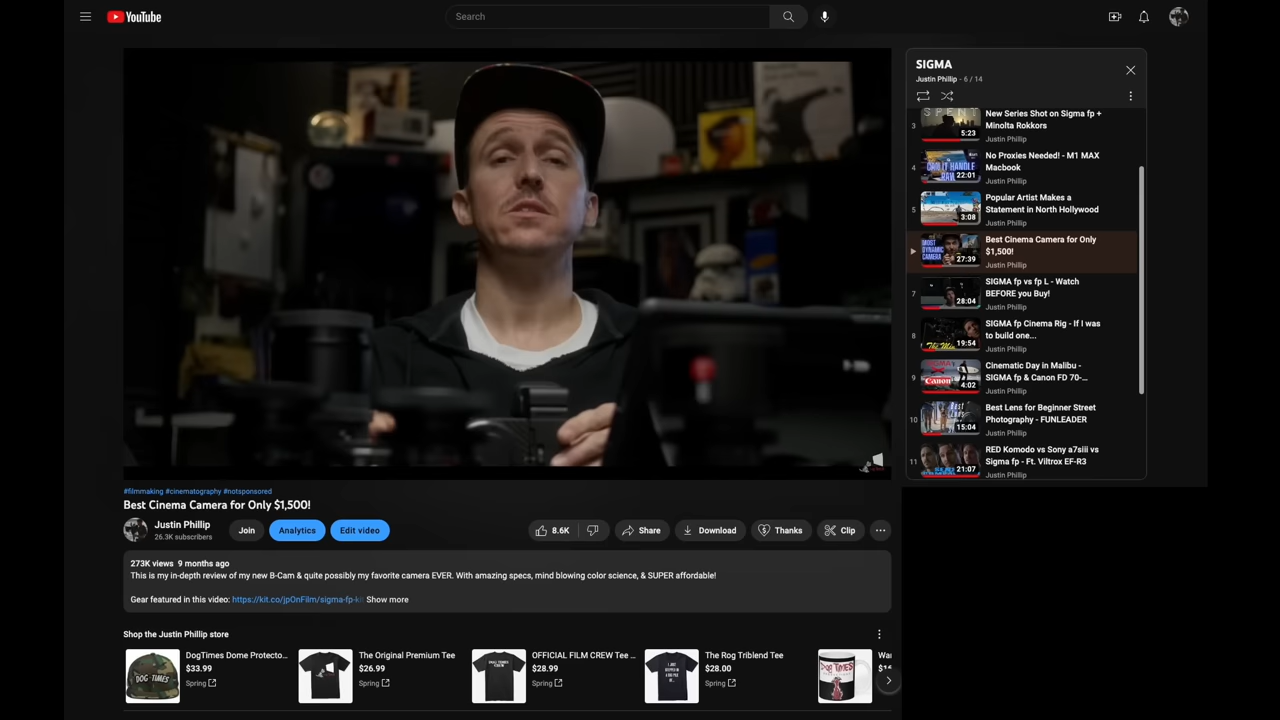 YouTube
Search
SIGMA
Justin Phillip - 6 / 14
3
SPENT
5:23
New Series Shot on Sigma fp +
Minolta Rokkors
Justin Phillip
4
22:01
No Proxies Needed! - M1 MAX
Macbook
Justin Phillip
5
3:08
Popular Artist Makes a
Statement in North Hollywood
Justin Phillip
MOST
DYNAMIC
CAMERA
27:39
Best Cinema Camera for Only
$1,500!
Justin Phillip
7
28:04
SIGMA fp vs fp L - Watch
BEFORE you Buy!
Justin Phillip
8
19:54
SIGMA fp Cinema Rig - If I was
to build one...
Justin Phillip
9
Canon
4:02
Cinematic Day in Malibu -
SIGMA fp & Canon FD 70-...
Justin Phillip
10
15:04
Best Lens for Beginner Street
Photography - FUNLEADER
Justin Phillip
11
21:07
RED Komodo vs Sony a7siii vs
Sigma fp - Ft. Viltrox EF-R3
Justin Phillip
#filmmaking #cinematography #notsponsored
Best Cinema Camera for Only $1,500!
Justin Phillip
26.3K subscribers
Join
Analytics
Edit video
8.6K
Share
Download
Thanks
Clip
273K views 9 months ago
This is my in-depth review of my new B-Cam & quite possibly my favorite camera EVER. With amazing specs, mind blowing color science, & SUPER affordable!
Gear featured in this video: https://kit.co/jpOnFilm/sigma-fp-ki Show more
Shop the Justin Phillip store
DOG TIMES
DogTimes Dome Protecto...
$33.99
Spring
The Original Premium Tee
$26.99
Spring
OFFICIAL FILM CREW Tee ...
$28.99
Spring
The Rog Triblend Tee
$28.00
Spring
DOG TIMES